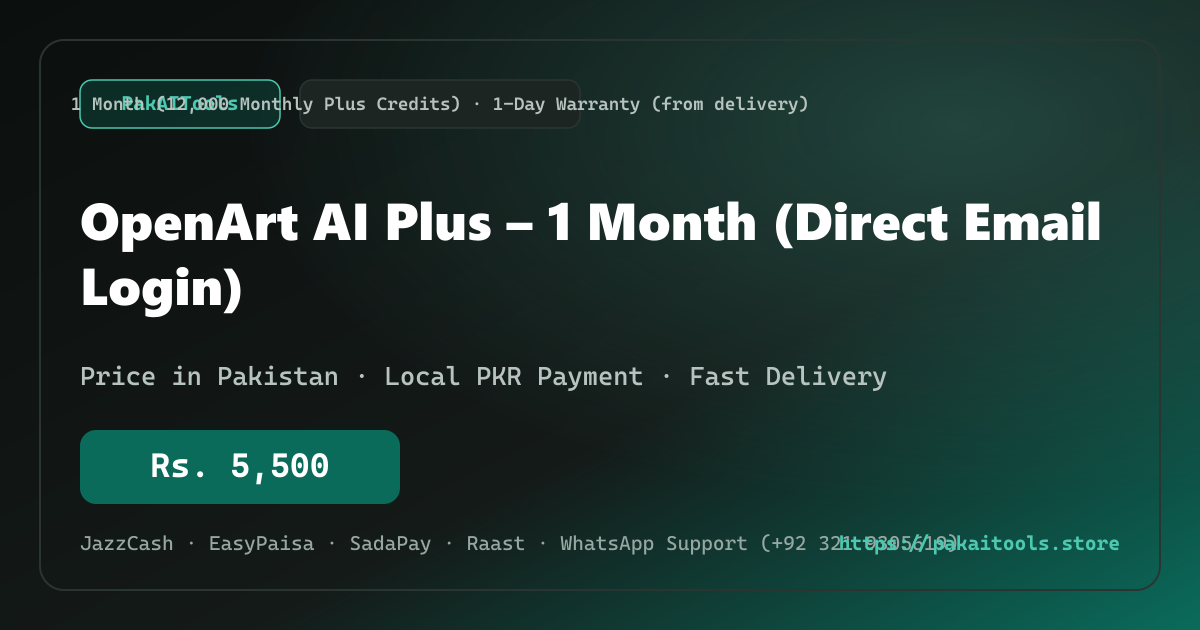 PakAITools
1 Month (12,000 Monthly Plus Credits) · 1-Day Warranty (from delivery)
OpenArt AI Plus – 1 Month (Direct Email
Login)
Price in Pakistan · Local PKR Payment · Fast Delivery
Rs. 5,500
JazzCash · EasyPaisa · SadaPay · Raast · WhatsApp Support (+92 321
https://pakaitools.store